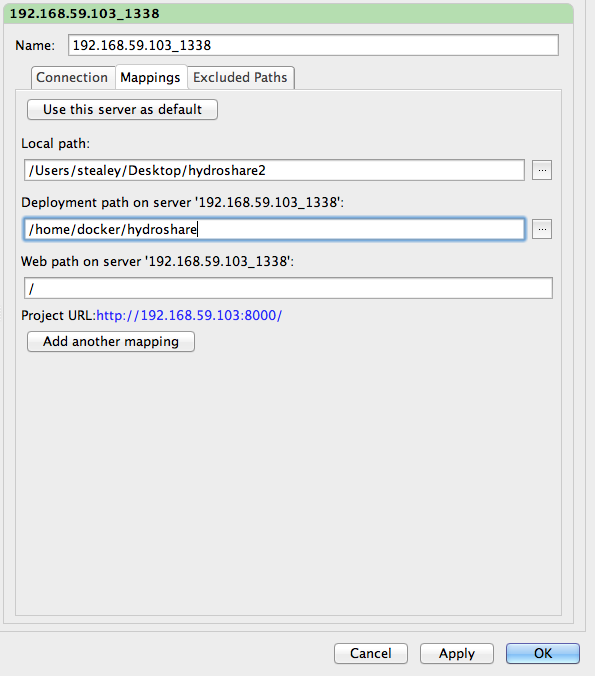 192.168.59.103_1338
Name: 192.168.59.103_1338
Connection Mappings Excluded Paths
Use this server as default
Local path:
/Users/stealey/Desktop/hydroshare2 ...
Deployment path on server '192.168.59.103_1338':
/home/docker/hydroshare ...
Web path on server '192.168.59.103_1338':
/
Project URL:http://192.168.59.103:8000/
Add another mapping
Cancel Apply OK